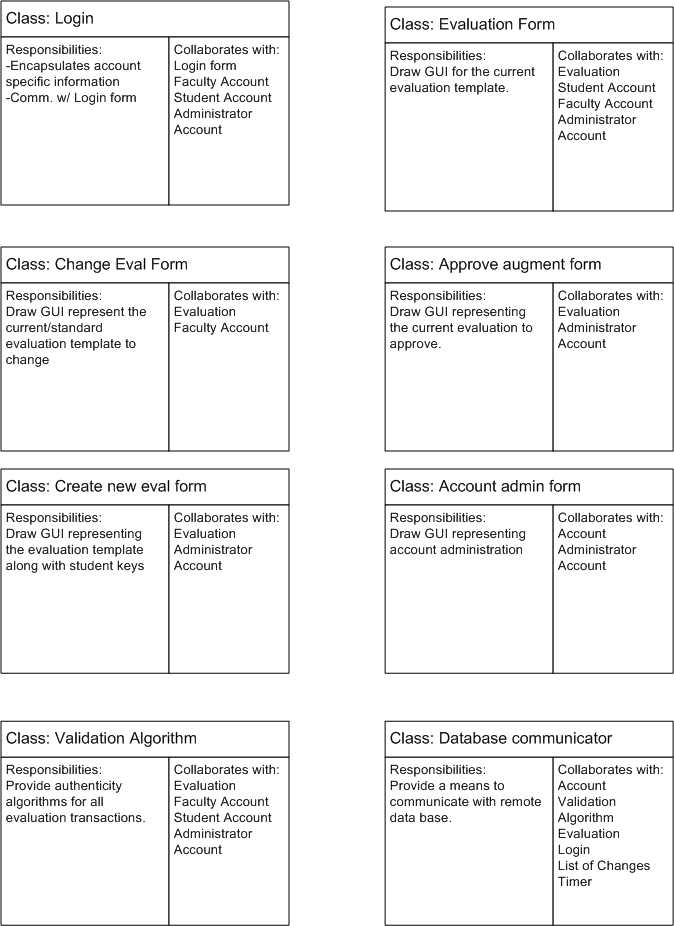 Class: Login
Responsibilities:
-Encapsulates account
specific information
-Comm. w/ Login form
Collaborates with:
Login form
Faculty Account
Student Account
Administrator
Account
Class: Evaluation Form
Responsibilities:
Draw GUI for the current
evaluation template.
Collaborates with:
Evaluation
Student Account
Faculty Account
Administrator
Account
Class: Change Eval Form
Responsibilities:
Draw GUI represent the
current/standard
evaluation template to
change
Collaborates with:
Evaluation
Faculty Account
Class: Approve augment form
Responsibilities:
Draw GUI representing
the current evaluation to
approve.
Collaborates with:
Evaluation
Administrator
Account
Class: Create new eval form
Responsibilities:
Draw GUI representing
the evaluation template
along with student keys
Collaborates with:
Evaluation
Administrator
Account
Class: Account admin form
Responsibilities:
Draw GUI representing
account administration
Collaborates with:
Account
Administrator
Account
Class: Validation Algorithm
Responsibilities:
Provide authenticity
algorithms for all
evaluation transactions.
Collaborates with:
Evaluation
Faculty Account
Student Account
Administrator
Account
Class: Database communicator
Responsibilities:
Provide a means to
communicate with remote
data base.
Collaborates with:
Account
Validation
Algorithm
Evaluation
Login
List of Changes
Timer